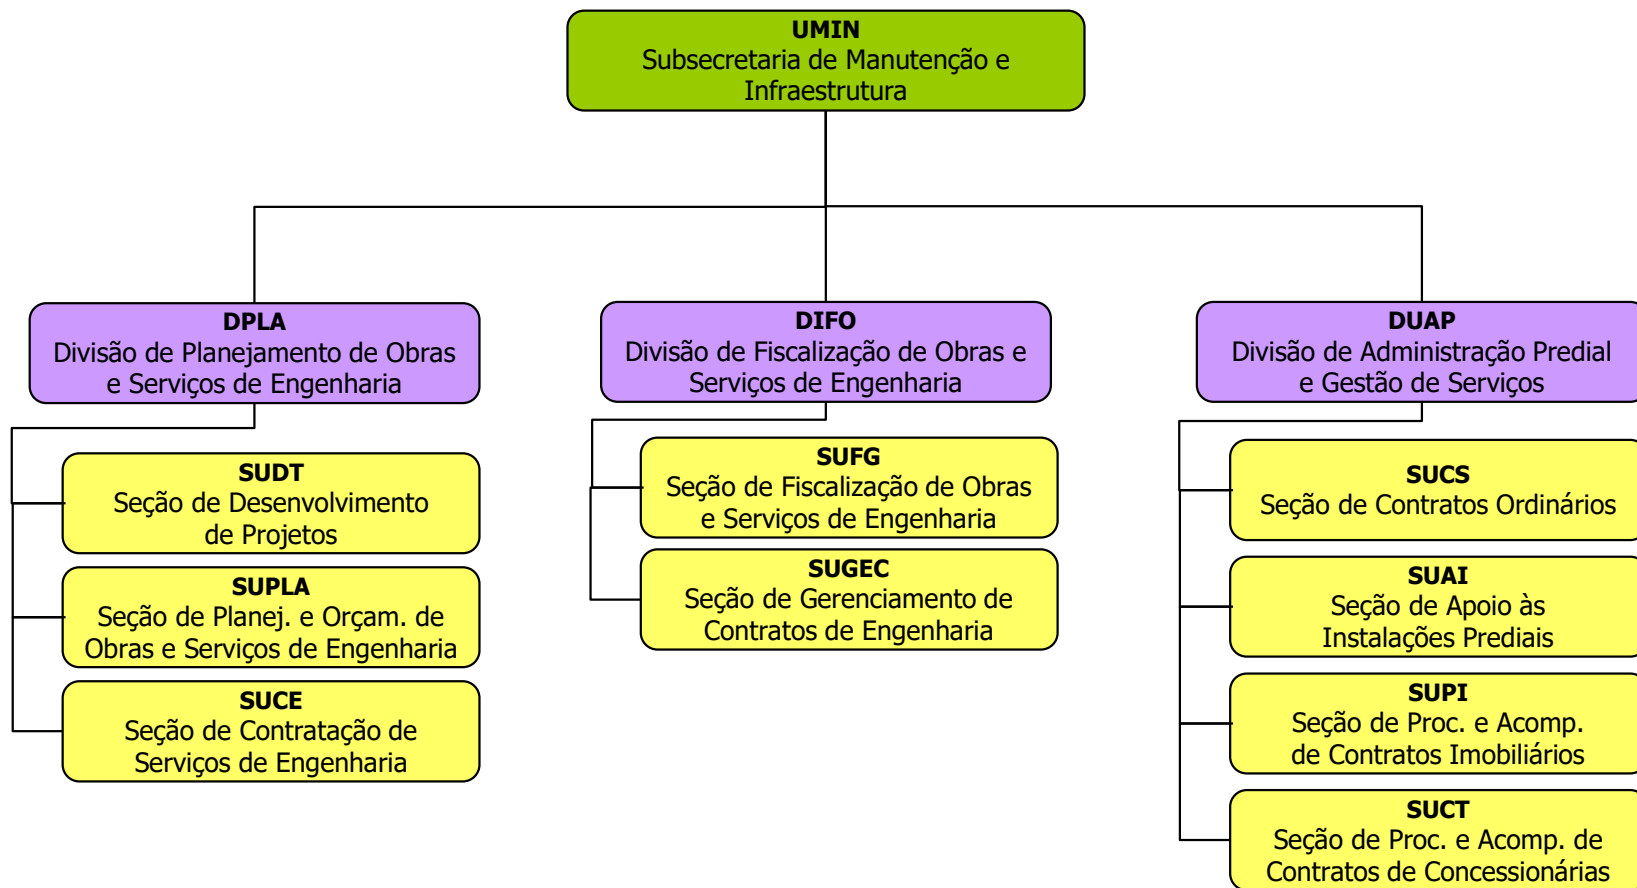 UMIN
Subsecretaria de Manutenção e
Infraestrutura
DPLA
Divisão de Planejamento de Obras
e Serviços de Engenharia
SUDT
Seção de Desenvolvimento
de Projetos
SUPLA
Seção de Planej. e Orçam. de
Obras e Serviços de Engenharia
SUCE
Seção de Contratação de
Serviços de Engenharia
DIFO
Divisão de Fiscalização de Obras e
Serviços de Engenharia
SUFG
Seção de Fiscalização de Obras
e Serviços de Engenharia
SUGEC
Seção de Gerenciamento de
Contratos de Engenharia
DUAP
Divisão de Administração Predial
e Gestão de Serviços
SUCS
Seção de Contratos Ordinários
SUAI
Seção de Apoio às
Instalações Prediais
SUPI
Seção de Proc. e Acomp.
de Contratos Imobiliários
SUCT
Seção de Proc. e Acomp. de
Contratos de Concessionárias